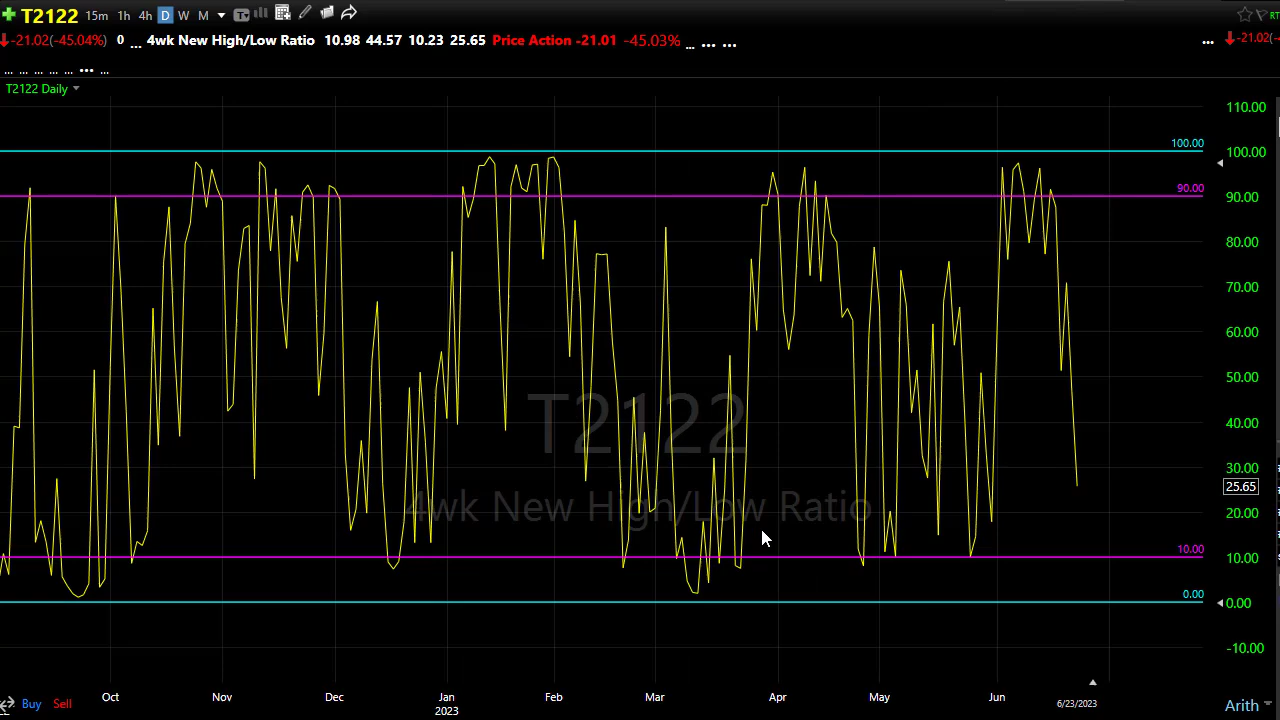 T2122 15m 1h 4h D W M T RT
-21.02(-45.04%) 0 ... 4wk New High/Low Ratio 10.98 44.57 10.23 25.65 Price Action -21.01 -45.03% ... ... ... ... -21.02(
... ... ... ... ... ... ...
T2122 Daily
110.00
100.00 100.00
90.00 90.00
80.00
70.00
60.00
50.00
T2122
40.00
30.00
25.65
4wk New High/Low Ratio
20.00
10.00 10.00
0.00 0.00
-10.00
Oct Nov Dec Jan Feb Mar Apr May Jun
Buy Sell 2023 6/23/2023 Arith